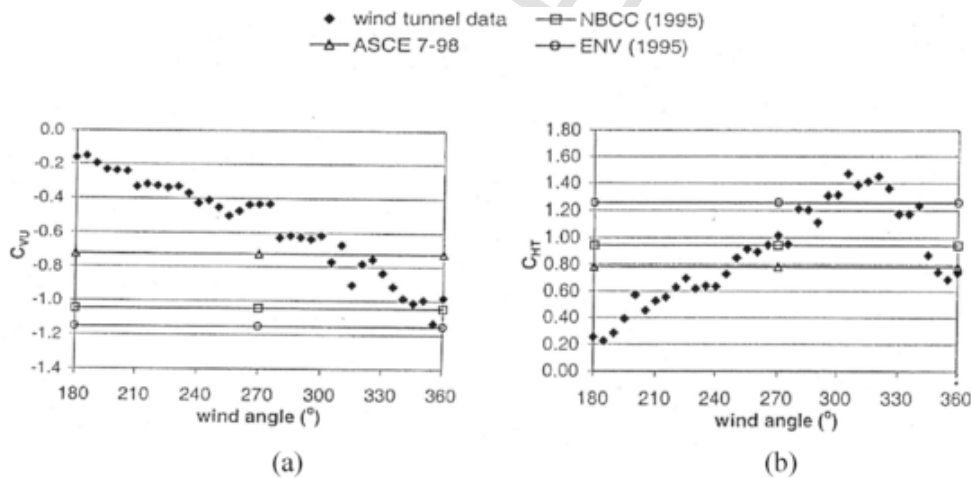 wind tunnel data
NBCC (1995)
ASCE 7-98
ENV (1995)
0.0
-0.2
-0.4
-0.6
-0.8
-1.0
-1.2
-1.4
C_VU
180 210 240 270 300 330 360
wind angle (°)
(a)
1.80
1.60
1.40
1.20
1.00
0.80
0.60
0.40
0.20
0.00
C_HT
180 210 240 270 300 330 360
wind angle (°)
(b)